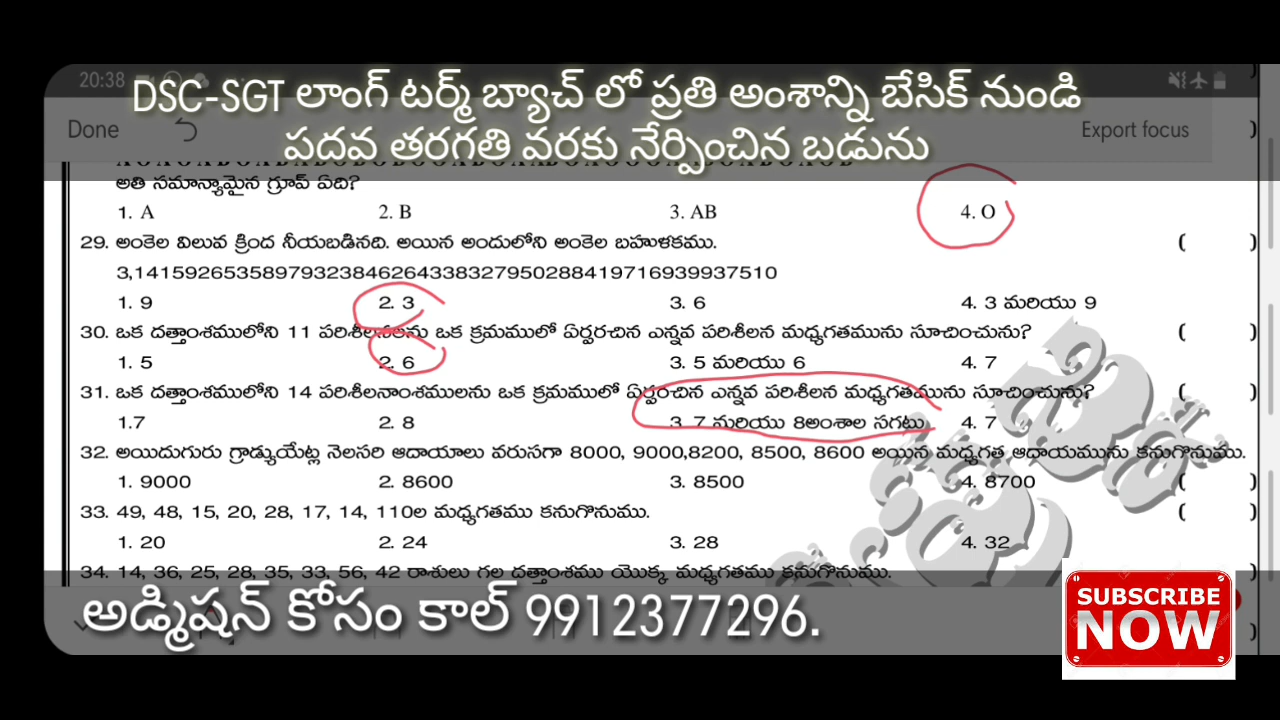 20:38
DSC-SGT లాంగ్ టర్మ్ బ్యాచ్ లో ప్రతి అంశాన్ని బేసిక్ నుండి
Done Export focus
పదవ తరగతి వరకు నేర్పించిన బడును
అతి సమాన్యామైన గ్రూప్ ఏది?
1. A 2. B 3. AB 4. O
29. అంకెల విలువ క్రింద నీయబడినది. అయిన అందులోని అంకెల బహుళకము. ( )
3,14159265358979323846264338327950288419716939937510
1. 9 2. 3 3. 6 4. 3 మరియు 9
30. ఒక దత్తాంశములోని 11 పరిశీలనలను ఒక క్రమములో ఏర్పరచిన ఎన్నవ పరిశీలన మధ్యగతమును సూచించును? ( )
1. 5 2. 6 3. 5 మరియు 6 4. 7
31. ఒక దత్తాంశములోని 14 పరిశీలనాంశములను ఒక క్రమములో ఏర్పరచిన ఎన్నవ పరిశీలన మధ్యగతమును సూచించును? ( )
1.7 2. 8 3. 7 మరియు 8అంశాల సగటు 4. 7
32. అయిదుగురు గ్రాడ్యుయేట్ల నెలసరి ఆదాయాలు వరుసగా 8000, 9000,8200, 8500, 8600 అయిన మధ్యగత ఆదాయమును కనుగొనుము.
1. 9000 2. 8600 3. 8500 4. 8700 ( )
33. 49, 48, 15, 20, 28, 17, 14, 110ల మధ్యగతము కనుగొనుము. ( )
1. 20 2. 24 3. 28 4. 32
34. 14, 36, 25, 28, 35, 33, 56, 42 రాశులు గల దత్తాంశము యొక్క మధ్యగతము కనుగొనుము. )
అడ్మిషన్ కోసం కాల్ 9912377296.
SUBSCRIBE
NOW